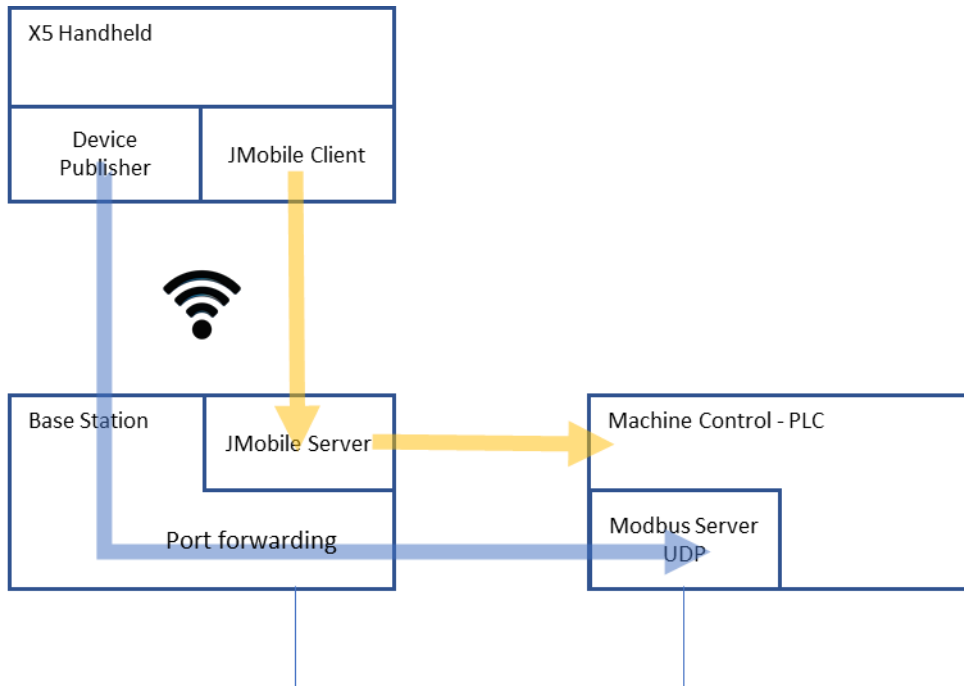 X5 Handheld
Device
Publisher
JMobile Client
Base Station
JMobile Server
Machine Control - PLC
Port forwarding
Modbus Server
UDP